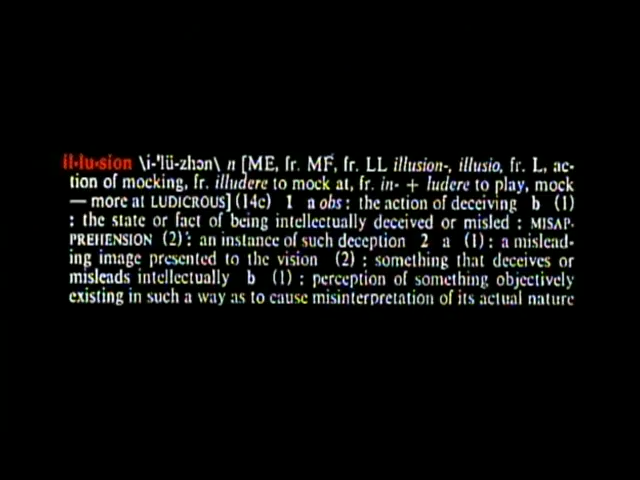 il·lu·sion \i-'lü-zhən\ n [ME, fr. MF, fr. LL illusion-, illusio, fr. L, ac-
tion of mocking, fr. illudere to mock at, fr. in- + ludere to play, mock
— more at LUDICROUS] (14c) 1 a obs : the action of deceiving b (1)
: the state or fact of being intellectually deceived or misled : MISAP-
PREHENSION (2) : an instance of such deception 2 a (1) : a mislead-
ing image presented to the vision (2) : something that deceives or
misleads intellectually b (1) : perception of something objectively
existing in such a way as to cause misinterpretation of its actual nature